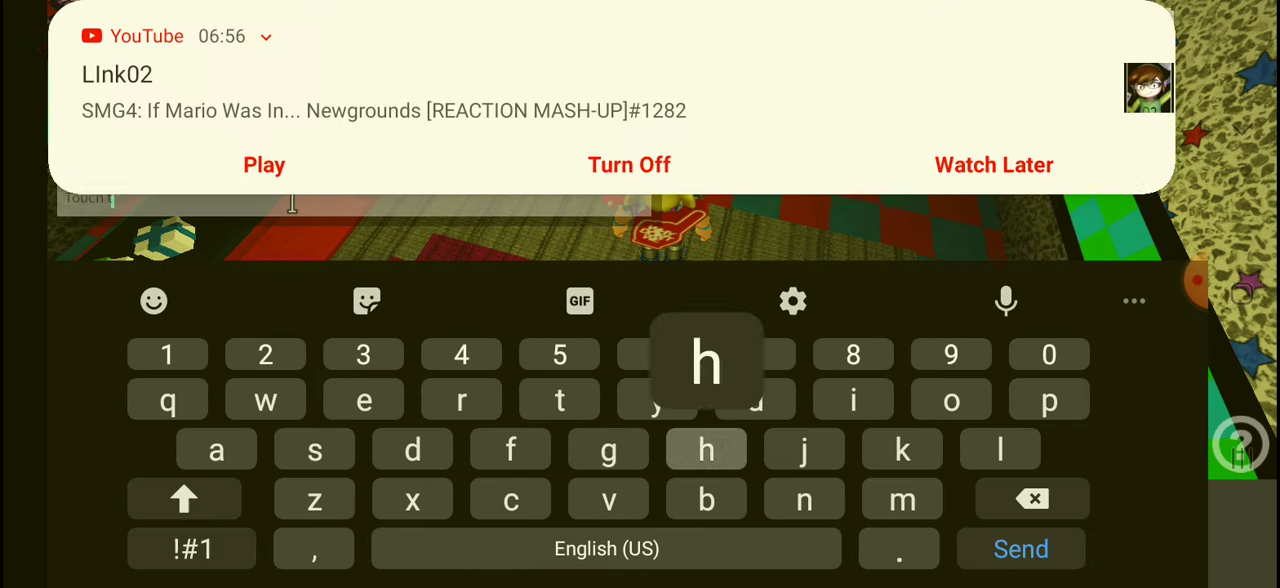 YouTube 06:56
LInk02
SMG4: If Mario Was In... Newgrounds [REACTION MASH-UP]#1282
Play Turn Off Watch Later
Touch t
GIF
h
1 2 3 4 5 8 9 0
q w e r t y u i o p
a s d f g h j k l
z x c v b n m
!#1 , English (US) . Send